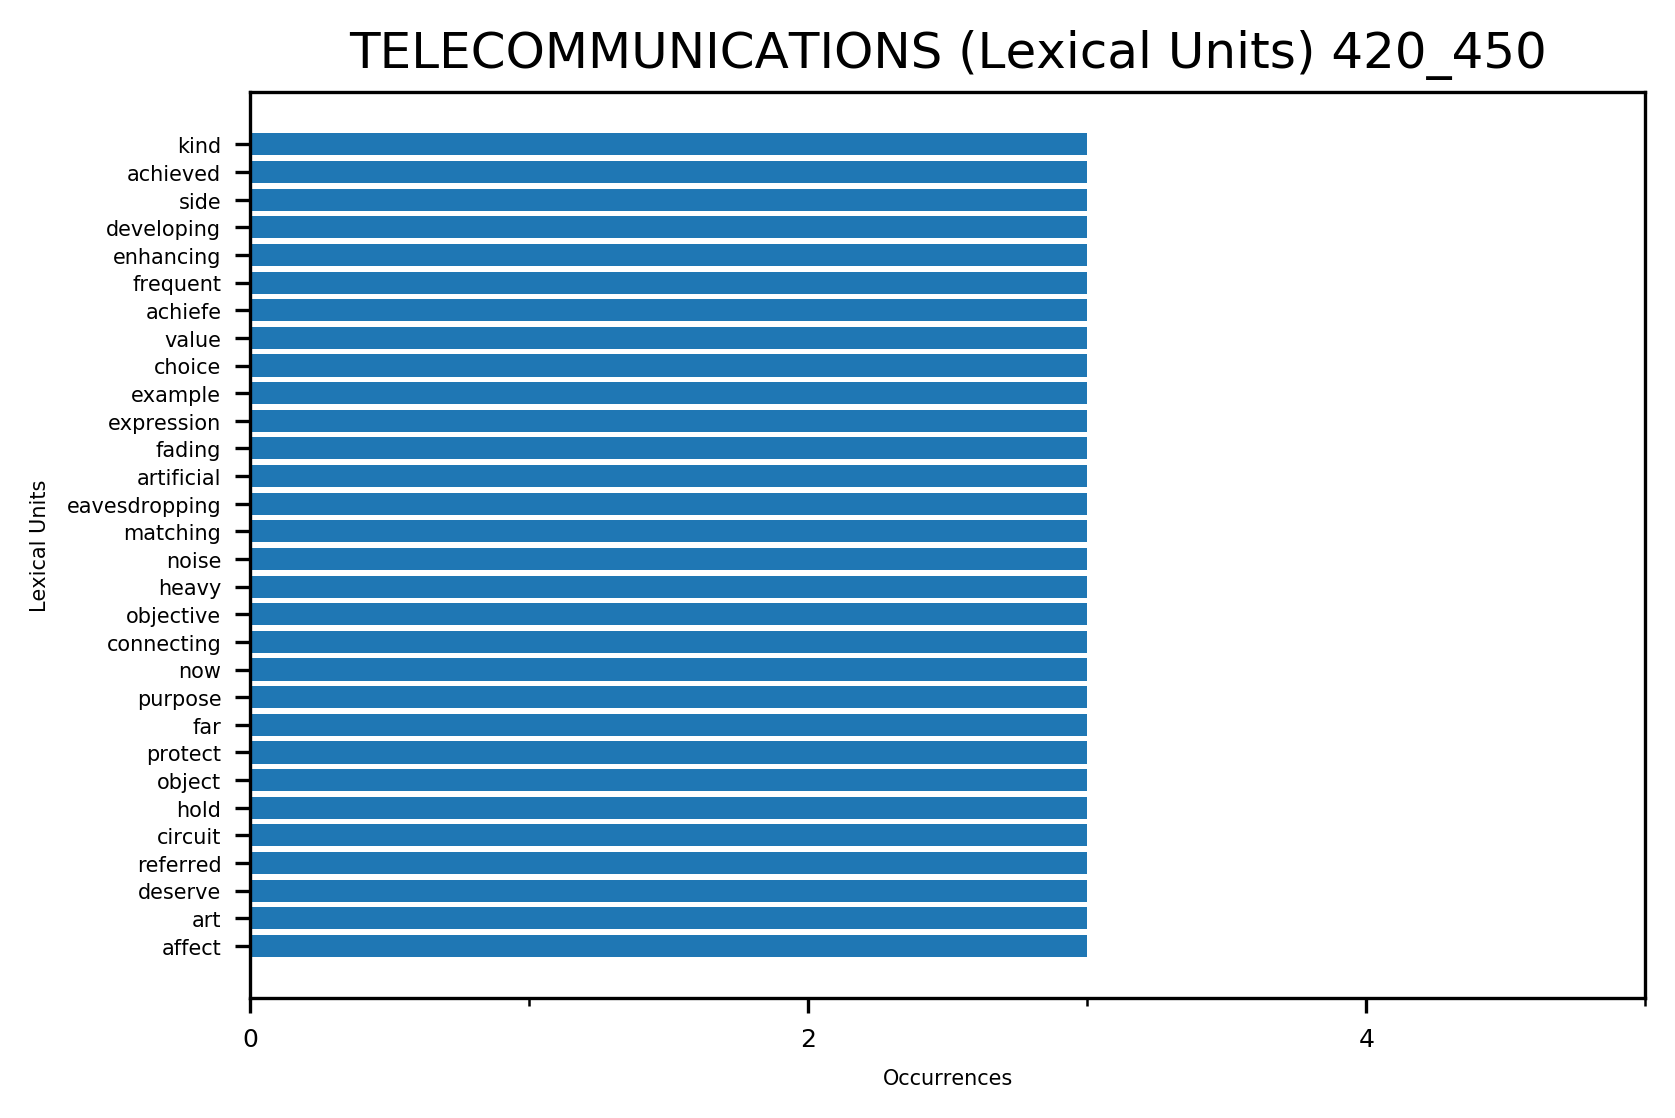 TELECOMMUNICATIONS (Lexical Units) 420_450
kind
achieved
side
developing
enhancing
frequent
achiefe
value
choice
example
expression
fading
artificial
eavesdropping
matching
noise
heavy
objective
connecting
now
purpose
far
protect
object
hold
circuit
referred
deserve
art
affect
Lexical Units
0 2 4
Occurrences